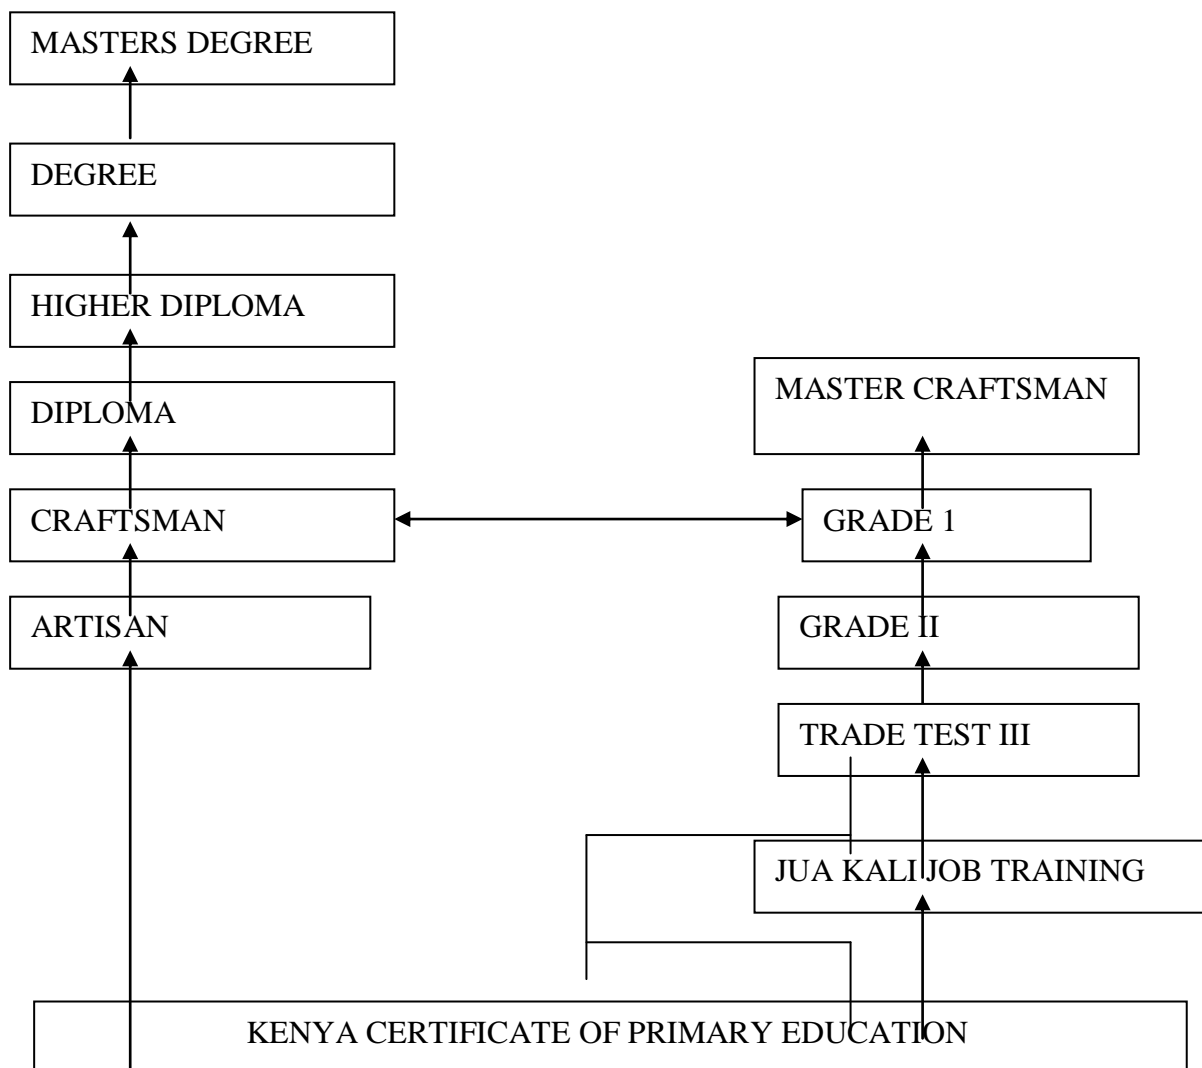 MASTERS DEGREE
DEGREE
HIGHER DIPLOMA
DIPLOMA
CRAFTSMAN
ARTISAN
MASTER CRAFTSMAN
GRADE 1
GRADE II
TRADE TEST III
JUA KALI JOB TRAINING
KENYA CERTIFICATE OF PRIMARY EDUCATION